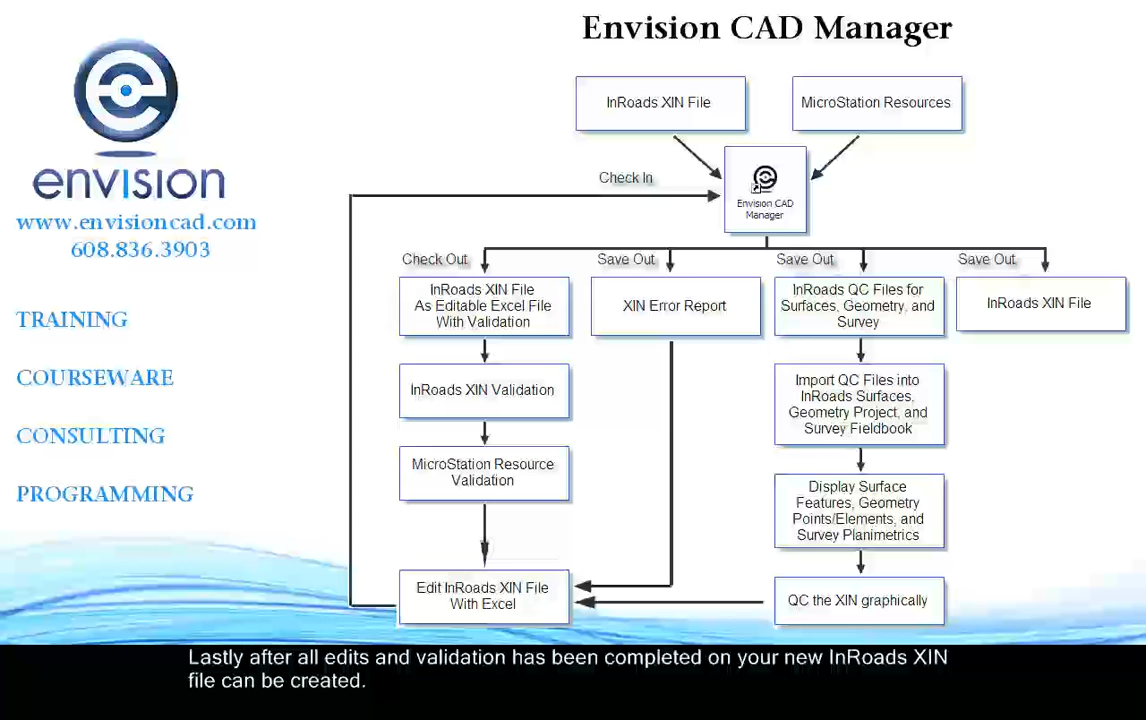 Envision CAD Manager
envision
www.envisioncad.com
608.836.3903
TRAINING
COURSEWARE
CONSULTING
PROGRAMMING
InRoads XIN File
MicroStation Resources
Check In
Envision CAD
Manager
Check Out
Save Out
Save Out
Save Out
InRoads XIN File
As Editable Excel File
With Validation
XIN Error Report
InRoads QC Files for
Surfaces, Geometry, and
Survey
InRoads XIN File
InRoads XIN Validation
Import QC Files into
InRoads Surfaces,
Geometry Project, and
Survey Fieldbook
MicroStation Resource
Validation
Display Surface
Features, Geometry
Points/Elements, and
Survey Planimetrics
Edit InRoads XIN File
With Excel
QC the XIN graphically
Lastly after all edits and validation has been completed on your new InRoads XIN
file can be created.